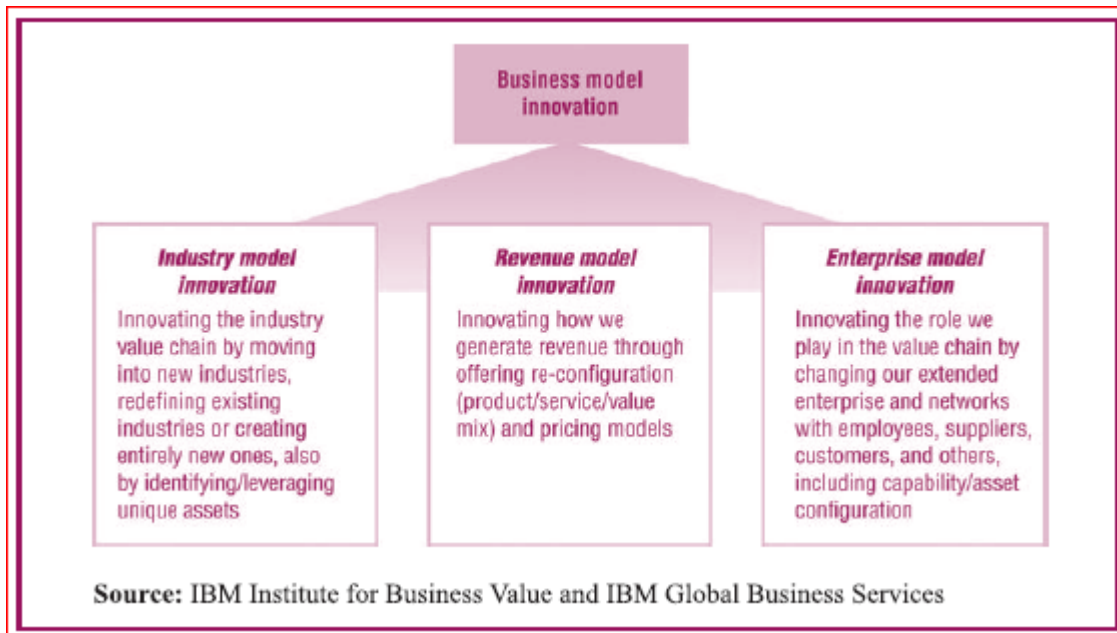 Business model
innovation
Industry model
innovation
Innovating the industry
value chain by moving
into new industries,
redefining existing
industries or creating
entirely new ones, also
by identifying/leveraging
unique assets
Revenue model
innovation
Innovating how we
generate revenue through
offering re-configuration
(product/service/value
mix) and pricing models
Enterprise model
innovation
Innovating the role we
play in the value chain by
changing our extended
enterprise and networks
with employees, suppliers,
customers, and others,
including capability/asset
configuration
Source: IBM Institute for Business Value and IBM Global Business Services